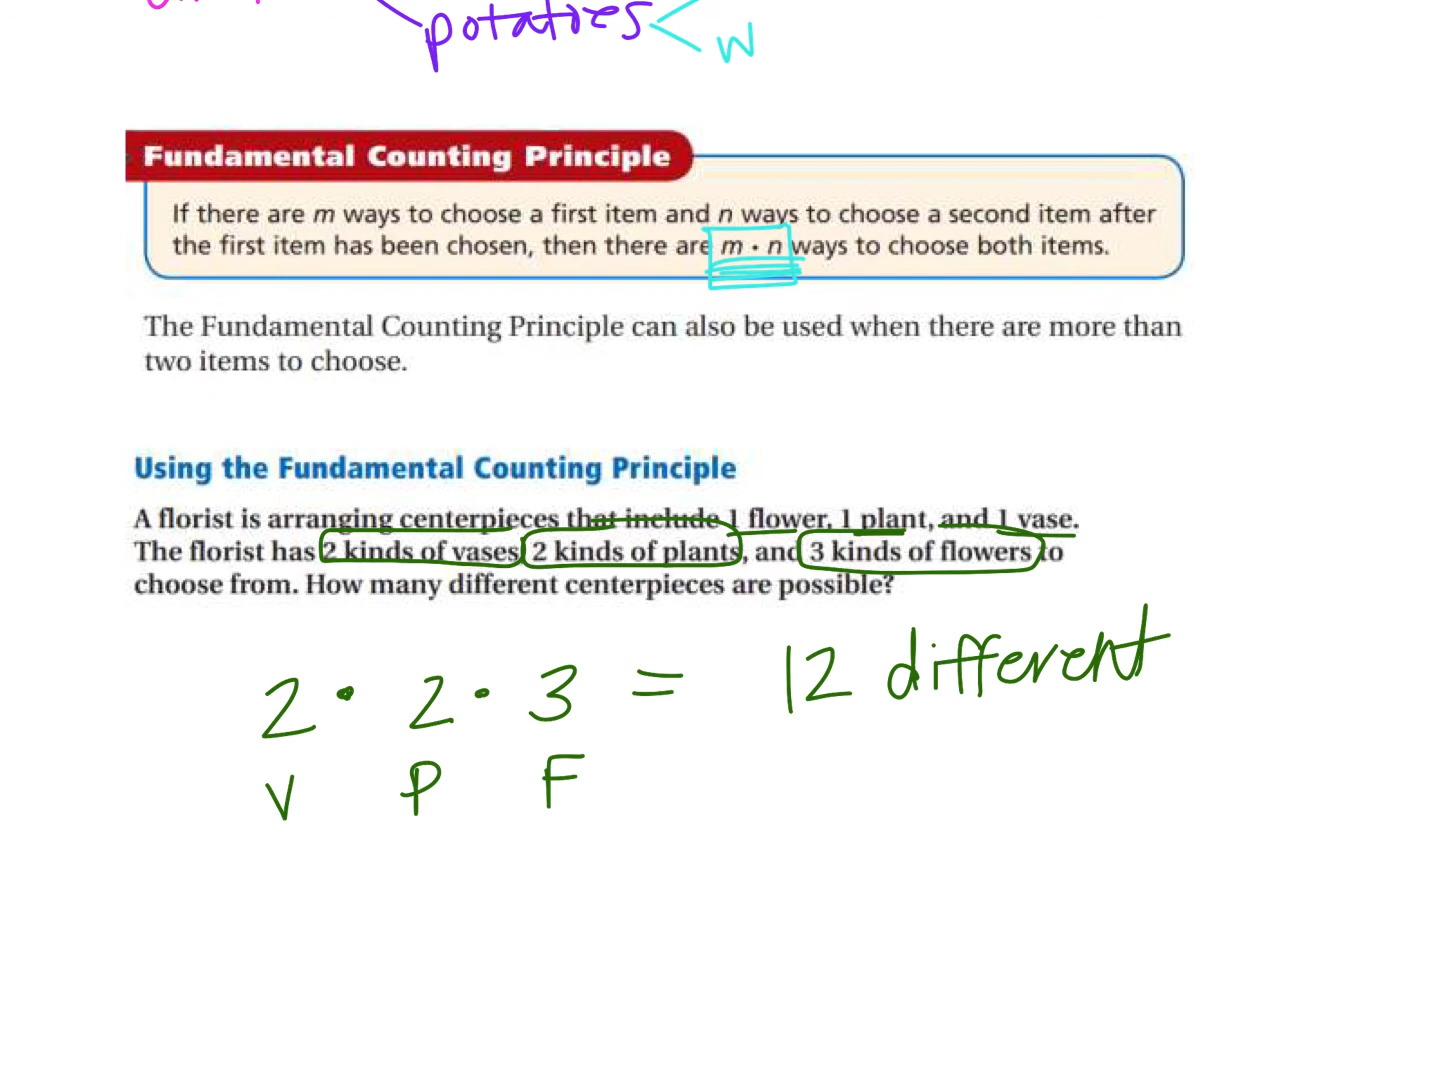 potatoes
W
Fundamental Counting Principle
If there are m ways to choose a first item and n ways to choose a second item after
the first item has been chosen, then there are m · n ways to choose both items.
The Fundamental Counting Principle can also be used when there are more than
two items to choose.
Using the Fundamental Counting Principle
A florist is arranging centerpieces that include 1 flower, 1 plant, and 1 vase.
The florist has 2 kinds of vases, 2 kinds of plants, and 3 kinds of flowers to
choose from. How many different centerpieces are possible?
2 · 2 · 3 = 12 different
V P F